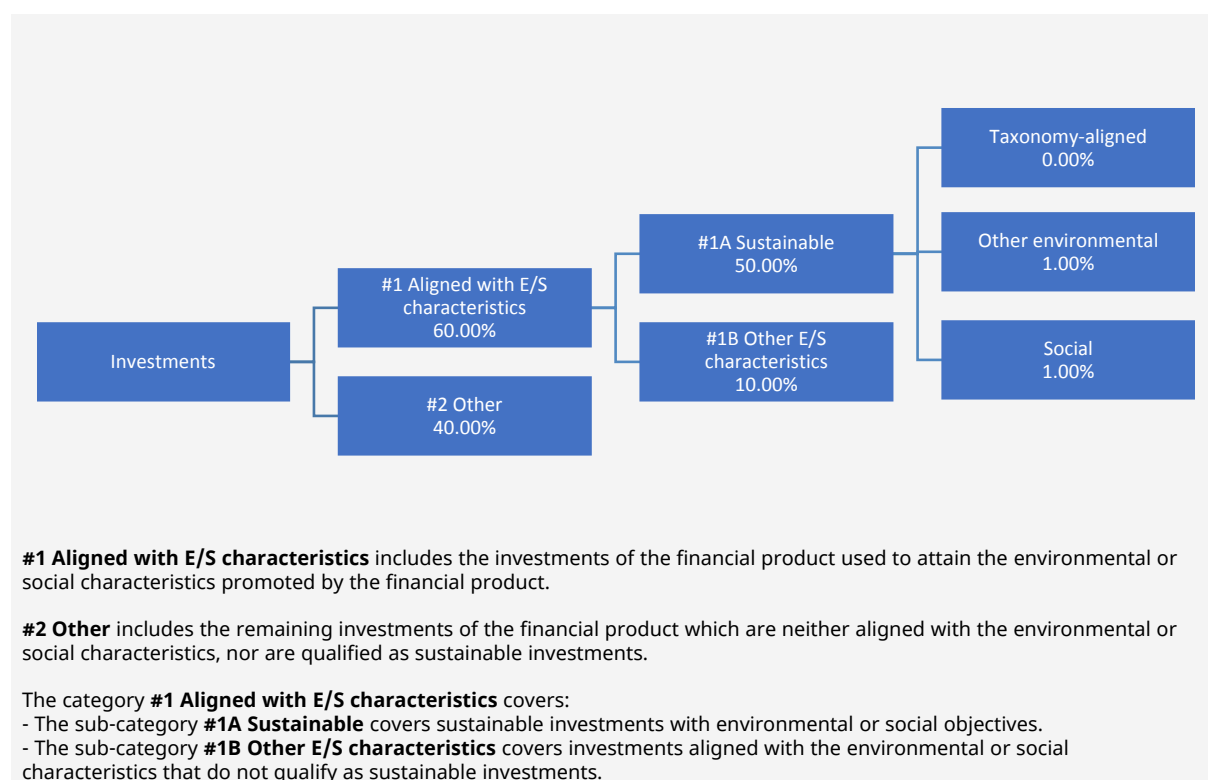 Investments
#1 Aligned with E/S
characteristics
60.00%
#2 Other
40.00%
#1A Sustainable
50.00%
#1B Other E/S
characteristics
10.00%
Taxonomy-aligned
0.00%
Other environmental
1.00%
Social
1.00%
#1 Aligned with E/S characteristics includes the investments of the financial product used to attain the environmental or
social characteristics promoted by the financial product.
#2 Other includes the remaining investments of the financial product which are neither aligned with the environmental or
social characteristics, nor are qualified as sustainable investments.
The category #1 Aligned with E/S characteristics covers:
- The sub-category #1A Sustainable covers sustainable investments with environmental or social objectives.
- The sub-category #1B Other E/S characteristics covers investments aligned with the environmental or social
characteristics that do not qualify as sustainable investments.